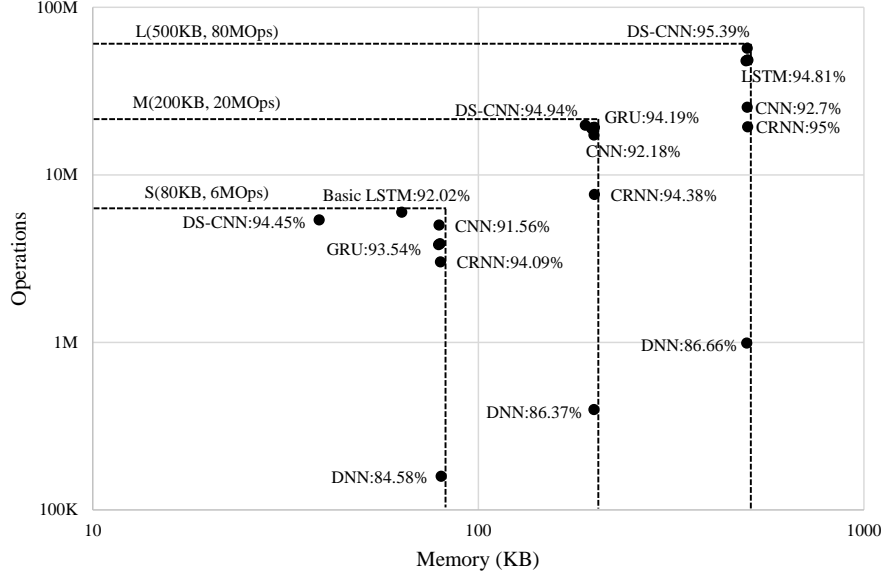 100M
L(500KB, 80MOps)
DS-CNN:95.39%
LSTM:94.81%
M(200KB, 20MOps)
DS-CNN:94.94%
GRU:94.19%
CNN:92.7%
CRNN:95%
CNN:92.18%
10M
S(80KB, 6MOps)
Basic LSTM:92.02%
CRNN:94.38%
DS-CNN:94.45%
CNN:91.56%
GRU:93.54%
CRNN:94.09%
Operations
1M
DNN:86.66%
DNN:86.37%
DNN:84.58%
100K
10
100
1000
Memory (KB)